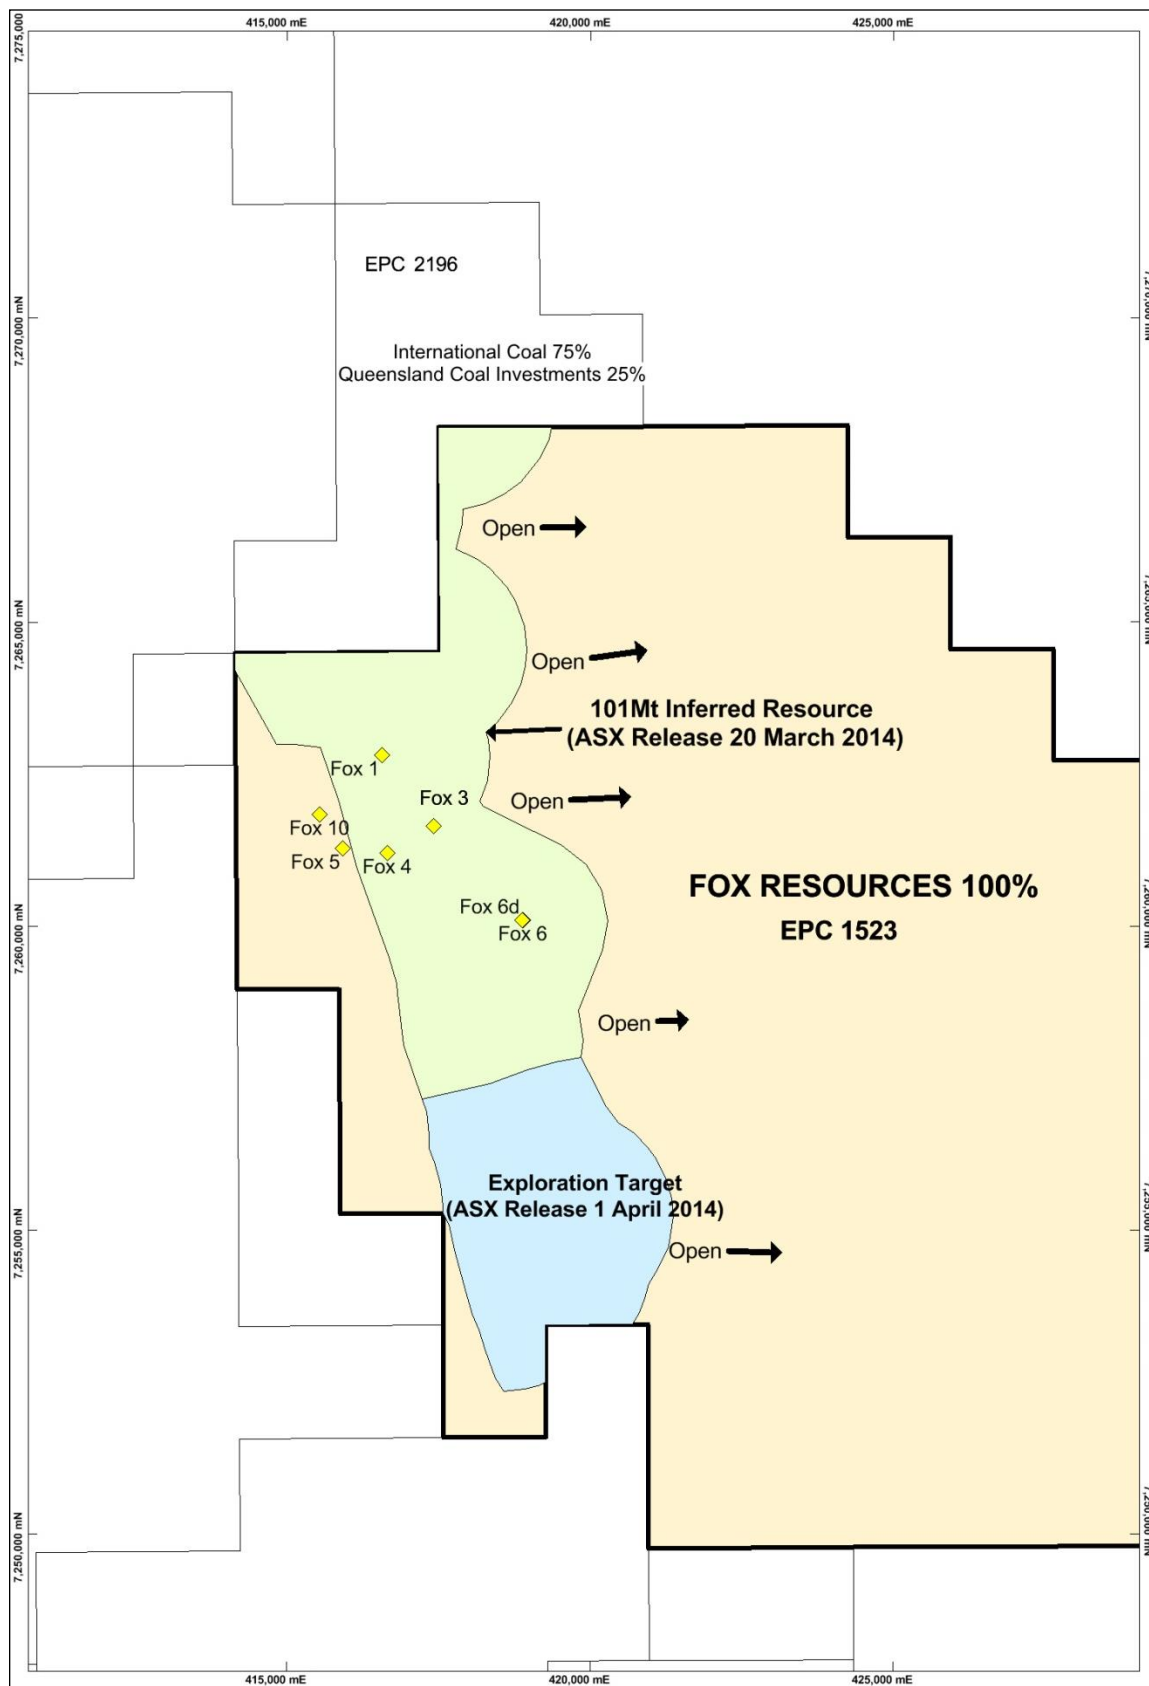 415,000 mE
420,000 mE
425,000 mE
7,275,000
EPC 2196
7,270,000 mN
International Coal 75%
Queensland Coal Investments 25%
Open
7,265,000 mN
Open
101Mt Inferred Resource
(ASX Release 20 March 2014)
Fox 1
Fox 3
Open
Fox 10
Fox 5
Fox 4
FOX RESOURCES 100%
EPC 1523
Fox 6d
Fox 6
7,260,000 mN
Open
Exploration Target
(ASX Release 1 April 2014)
7,255,000 mN
Open
7,250,000 mN
415,000 mE
420,000 mE
425,000 mE